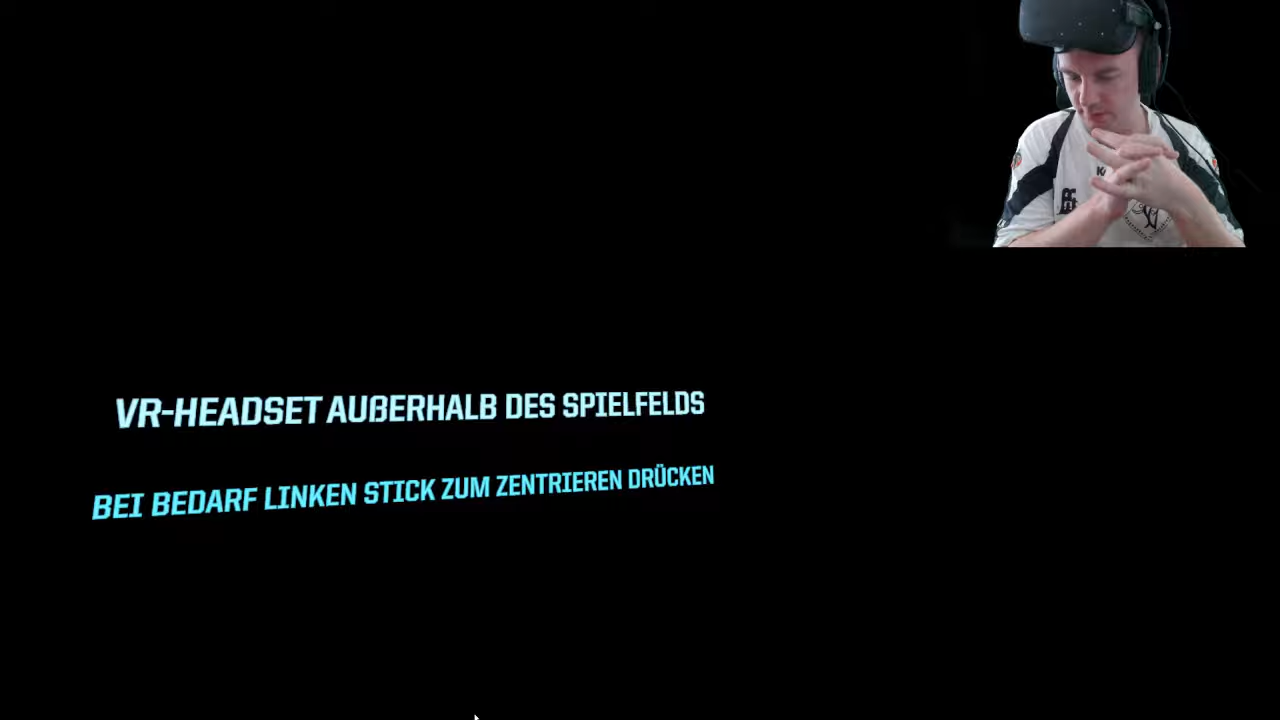 VR-HEADSET AUßERHALB DES SPIELFELDS
BEI BEDARF LINKEN STICK ZUM ZENTRIEREN DRÜCKEN